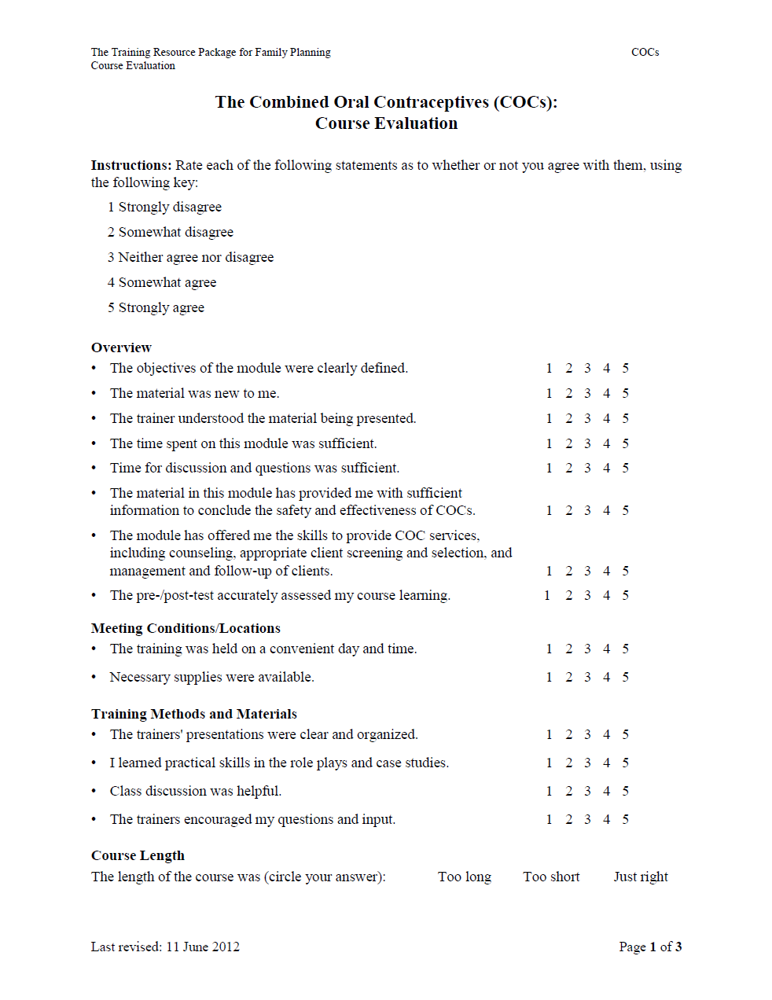 The Training Resource Package for Family Planning COCs
Course Evaluation
The Combined Oral Contraceptives (COCs):
Course Evaluation
Instructions: Rate each of the following statements as to whether or not you agree with them, using
the following key:
1 Strongly disagree
2 Somewhat disagree
3 Neither agree nor disagree
4 Somewhat agree
5 Strongly agree
Overview
• The objectives of the module were clearly defined. 1 2 3 4 5
• The material was new to me. 1 2 3 4 5
• The trainer understood the material being presented. 1 2 3 4 5
• The time spent on this module was sufficient. 1 2 3 4 5
• Time for discussion and questions was sufficient. 1 2 3 4 5
• The material in this module has provided me with sufficient
information to conclude the safety and effectiveness of COCs. 1 2 3 4 5
• The module has offered me the skills to provide COC services,
including counseling, appropriate client screening and selection, and
management and follow-up of clients. 1 2 3 4 5
• The pre-/post-test accurately assessed my course learning. 1 2 3 4 5
Meeting Conditions/Locations
• The training was held on a convenient day and time. 1 2 3 4 5
• Necessary supplies were available. 1 2 3 4 5
Training Methods and Materials
• The trainers' presentations were clear and organized. 1 2 3 4 5
• I learned practical skills in the role plays and case studies. 1 2 3 4 5
• Class discussion was helpful. 1 2 3 4 5
• The trainers encouraged my questions and input. 1 2 3 4 5
Course Length
The length of the course was (circle your answer): Too long Too short Just right
Last revised: 11 June 2012 Page 1 of 3